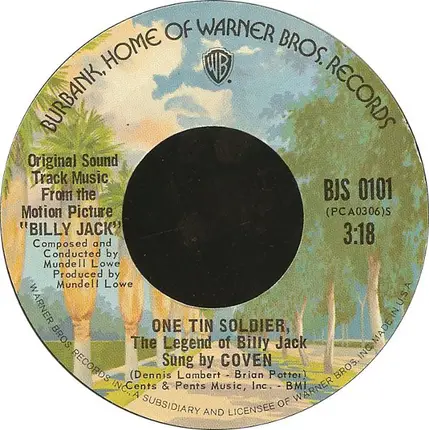 BURBANK, HOME OF WARNER BROS. RECORDS
WB
Original Sound
Track Music
From the
Motion Picture
"BILLY JACK"
Composed and
Conducted by
Mundell Lowe
Produced by
Mundell Lowe
BJS 0101
(PCA0306)S
3:18
ONE TIN SOLDIER,
The Legend of Billy Jack
Sung by COVEN
(Dennis Lambert - Brian Potter)
Cents & Pents Music, Inc. - BMI
WARNER BROS. RECORDS INC., A SUBSIDIARY AND LICENSEE OF WARNER BROS. INC. MADE IN U.S.A.